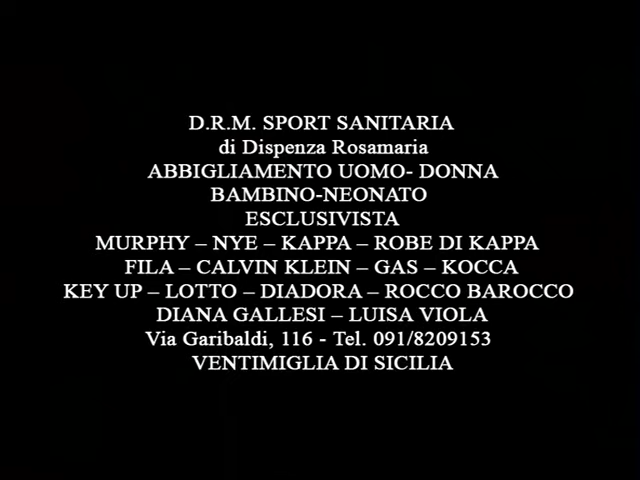 D.R.M. SPORT SANITARIA
di Dispenza Rosamaria
ABBIGLIAMENTO UOMO- DONNA
BAMBINO-NEONATO
ESCLUSIVISTA
MURPHY – NYE – KAPPA – ROBE DI KAPPA
FILA – CALVIN KLEIN – GAS – KOCCA
KEY UP – LOTTO – DIADORA – ROCCO BAROCCO
DIANA GALLESI – LUISA VIOLA
Via Garibaldi, 116 - Tel. 091/8209153
VENTIMIGLIA DI SICILIA